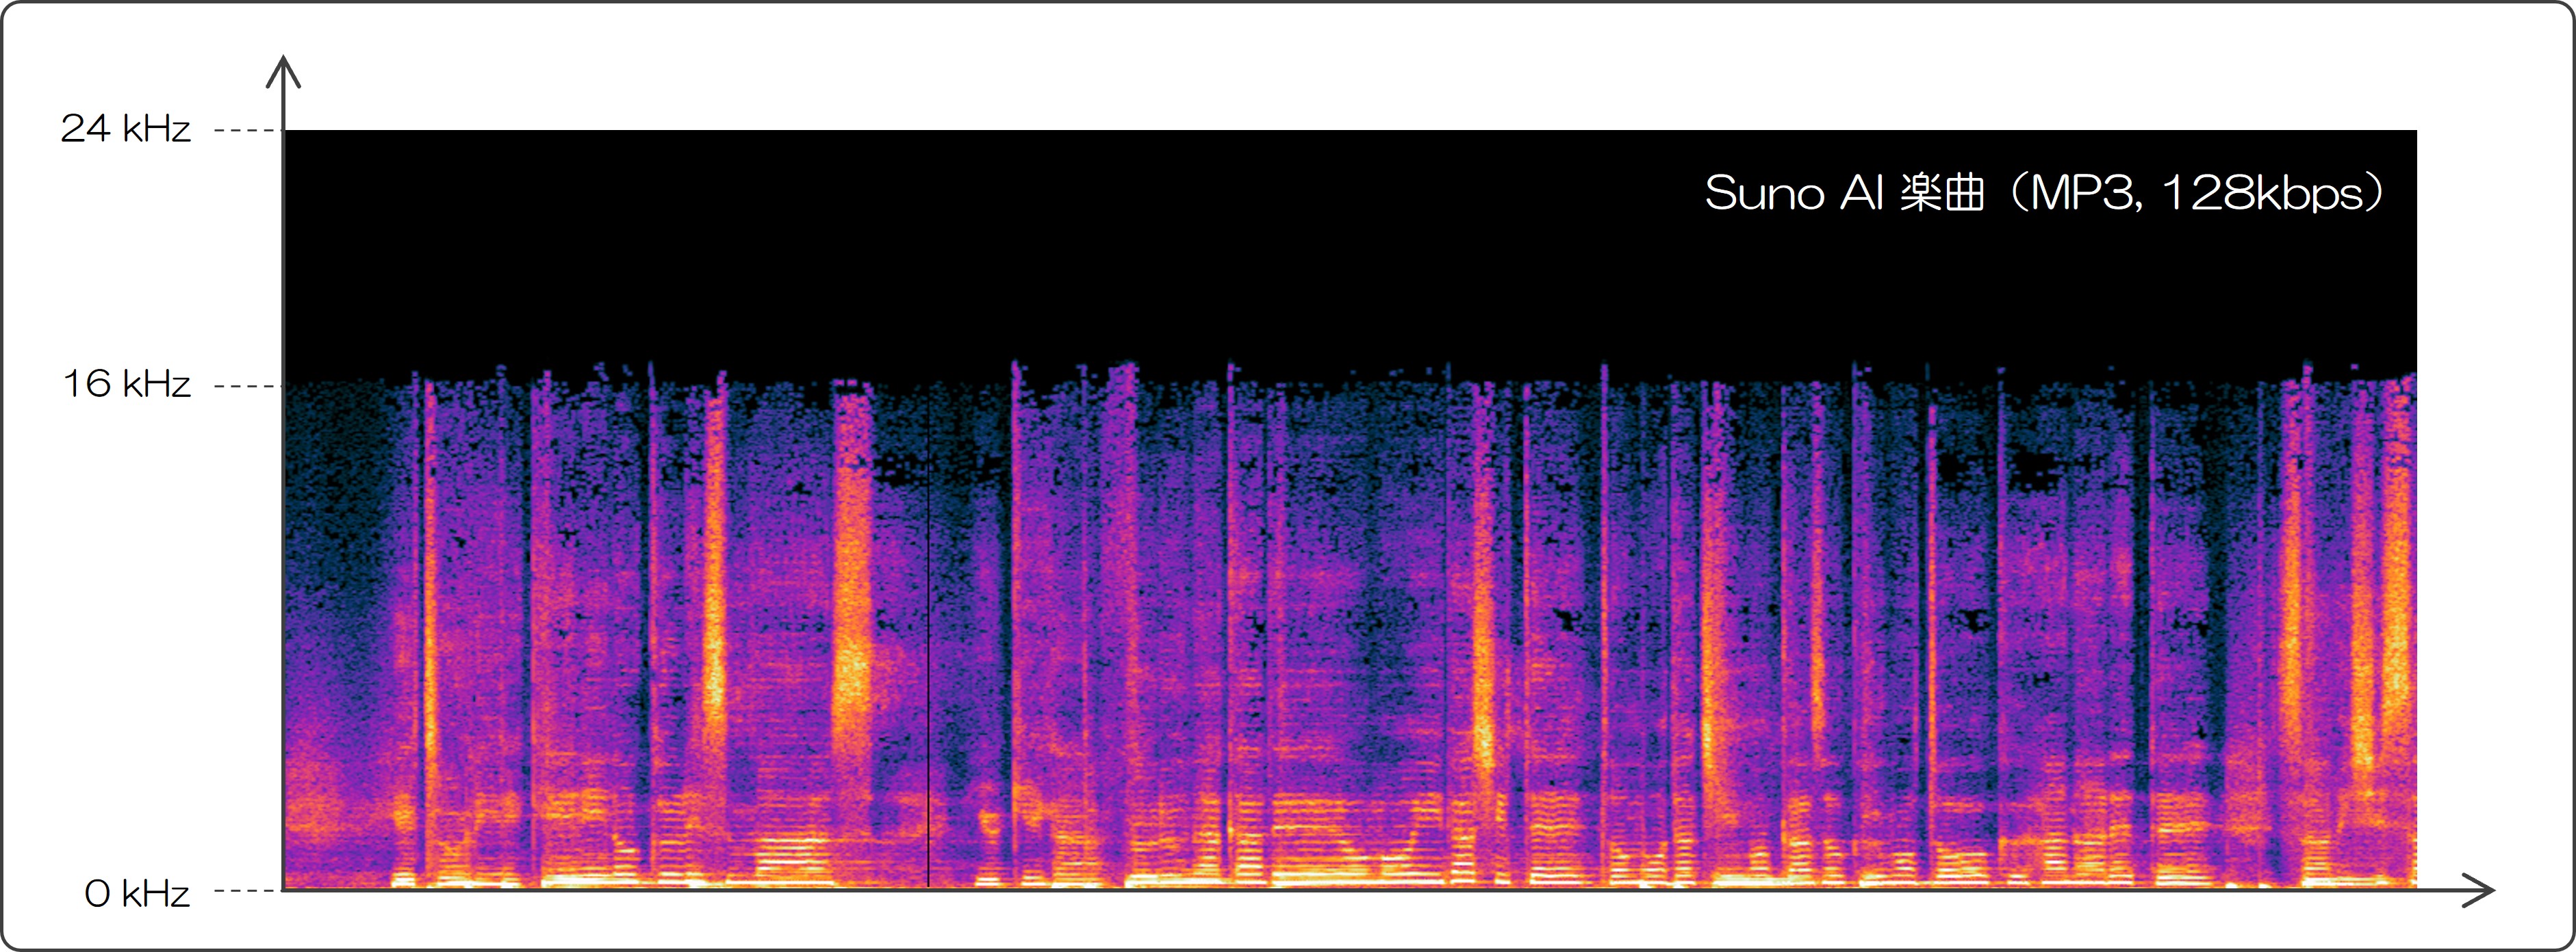 24 kHz
Suno AI 楽曲（MP3, 128kbps）
16 kHz
0 kHz